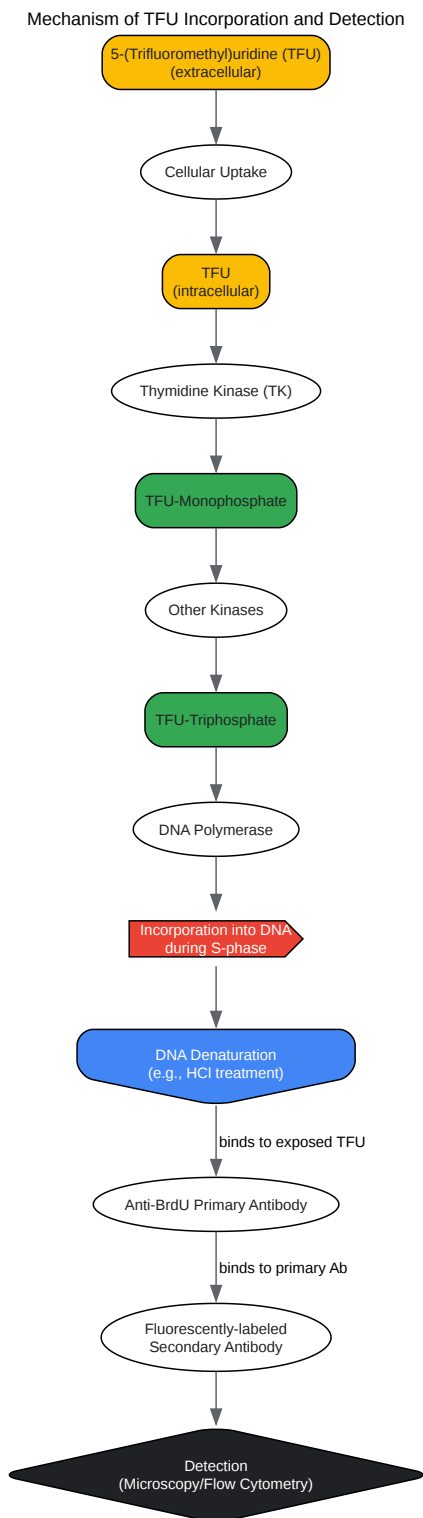 Mechanism of TFU Incorporation and Detection
5-(Trifluoromethyl)uridine (TFU)
(extracellular)
Cellular Uptake
TFU
(intracellular)
Thymidine Kinase (TK)
TFU-Monophosphate
Other Kinases
TFU-Triphosphate
DNA Polymerase
Incorporation into DNA
during S-phase
DNA Denaturation
(e.g., HCl treatment)
binds to exposed TFU
Anti-BrdU Primary Antibody
binds to primary Ab
Fluorescently-labeled
Secondary Antibody
Detection
(Microscopy/Flow Cytometry)